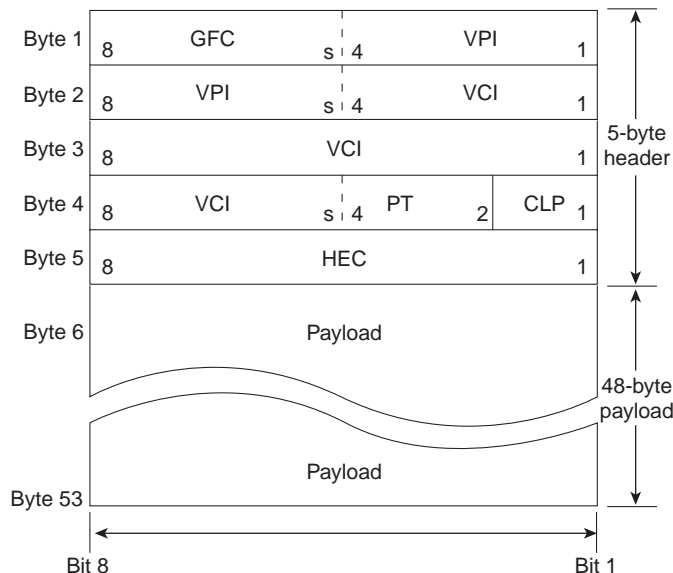 Byte 1 8 GFC s 4 VPI 1
Byte 2 8 VPI s 4 VCI 1
5-byte
header
Byte 3 8 VCI 1
Byte 4 8 VCI s 4 PT 2 CLP 1
Byte 5 8 HEC 1
Byte 6 Payload
48-byte
payload
Payload
Byte 53
Bit 8 Bit 1